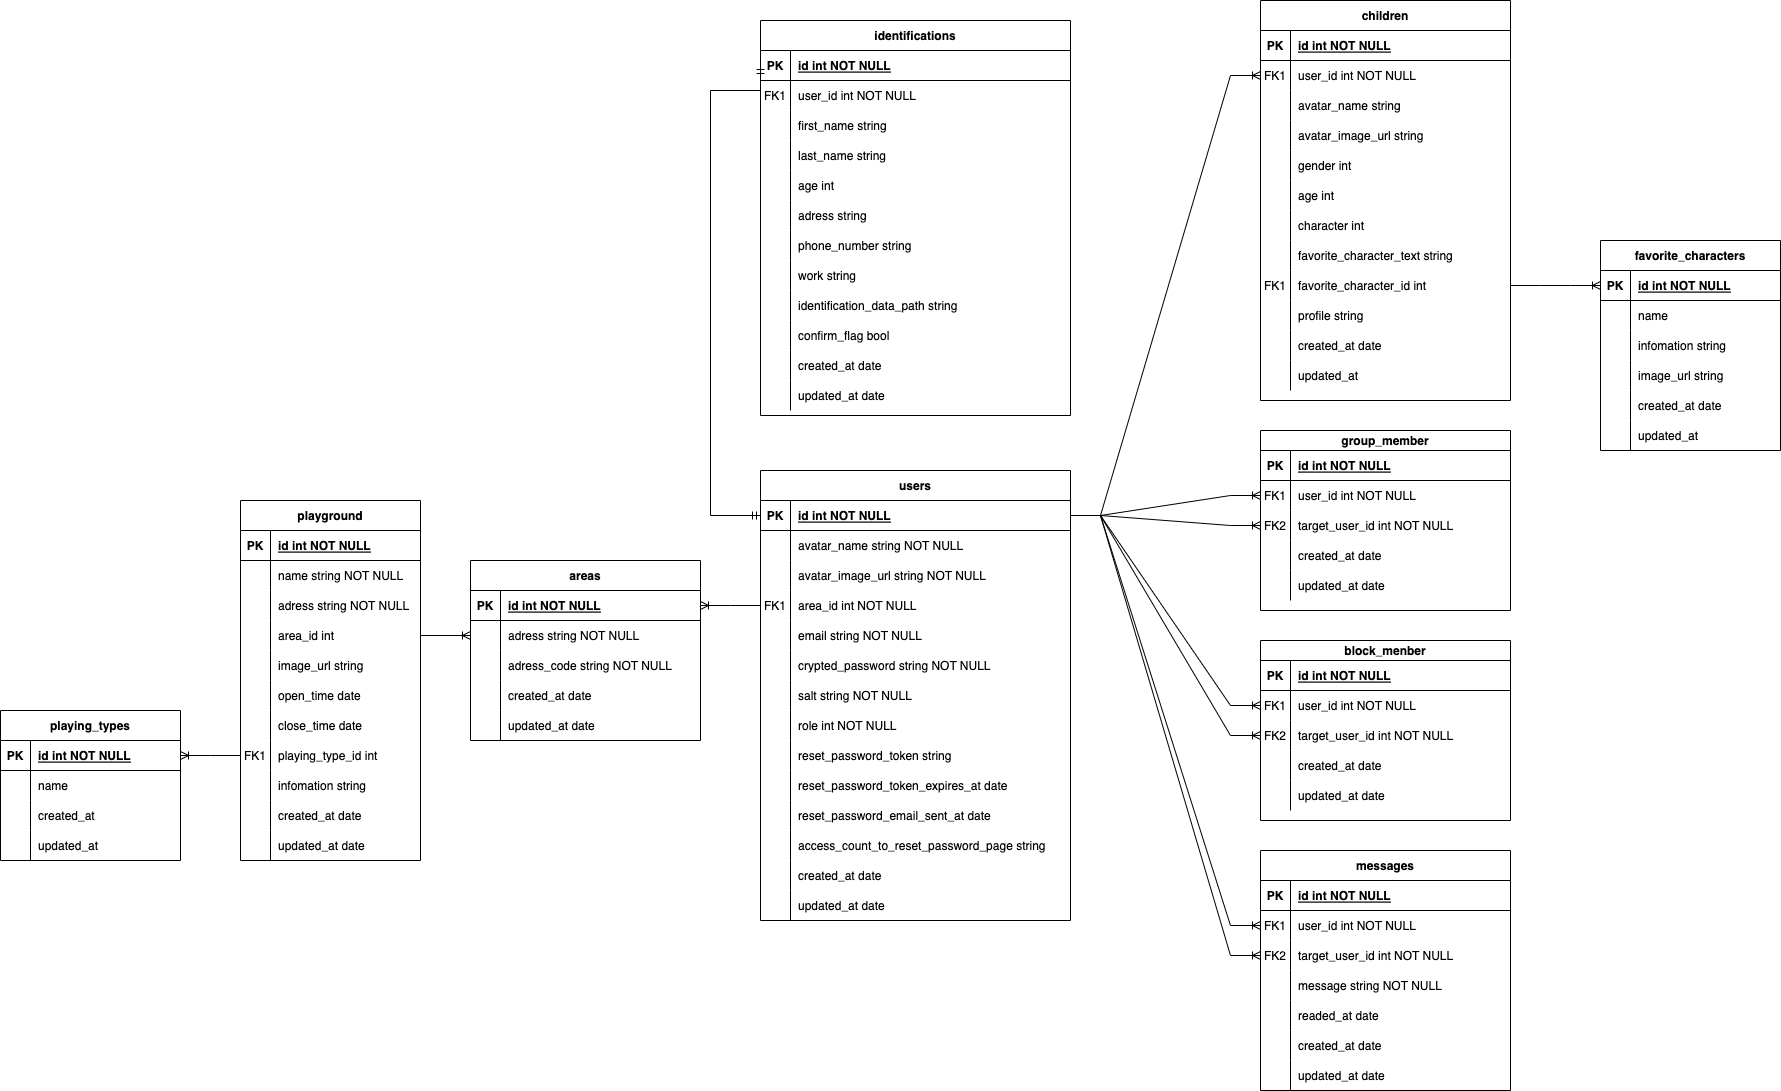 identifications
PK id int NOT NULL
FK1 user_id int NOT NULL
first_name string
last_name string
age int
adress string
phone_number string
work string
identification_data_path string
confirm_flag bool
created_at date
updated_at date
children
PK id int NOT NULL
FK1 user_id int NOT NULL
avatar_name string
avatar_image_url string
gender int
age int
character int
favorite_character_text string
FK1 favorite_character_id int
profile string
created_at date
updated_at
favorite_characters
PK id int NOT NULL
name
infomation string
image_url string
created_at date
updated_at
playing_types
PK id int NOT NULL
name
created_at
updated_at
playground
PK id int NOT NULL
name string NOT NULL
adress string NOT NULL
area_id int
image_url string
open_time date
close_time date
FK1 playing_type_id int
infomation string
created_at date
updated_at date
areas
PK id int NOT NULL
adress string NOT NULL
adress_code string NOT NULL
created_at date
updated_at date
users
PK id int NOT NULL
avatar_name string NOT NULL
avatar_image_url string NOT NULL
FK1 area_id int NOT NULL
email string NOT NULL
crypted_password string NOT NULL
salt string NOT NULL
role int NOT NULL
reset_password_token string
reset_password_token_expires_at date
reset_password_email_sent_at date
access_count_to_reset_password_page string
created_at date
updated_at date
group_member
PK id int NOT NULL
FK1 user_id int NOT NULL
FK2 target_user_id int NOT NULL
created_at date
updated_at date
block_menber
PK id int NOT NULL
FK1 user_id int NOT NULL
FK2 target_user_id int NOT NULL
created_at date
updated_at date
messages
PK id int NOT NULL
FK1 user_id int NOT NULL
FK2 target_user_id int NOT NULL
message string NOT NULL
readed_at date
created_at date
updated_at date